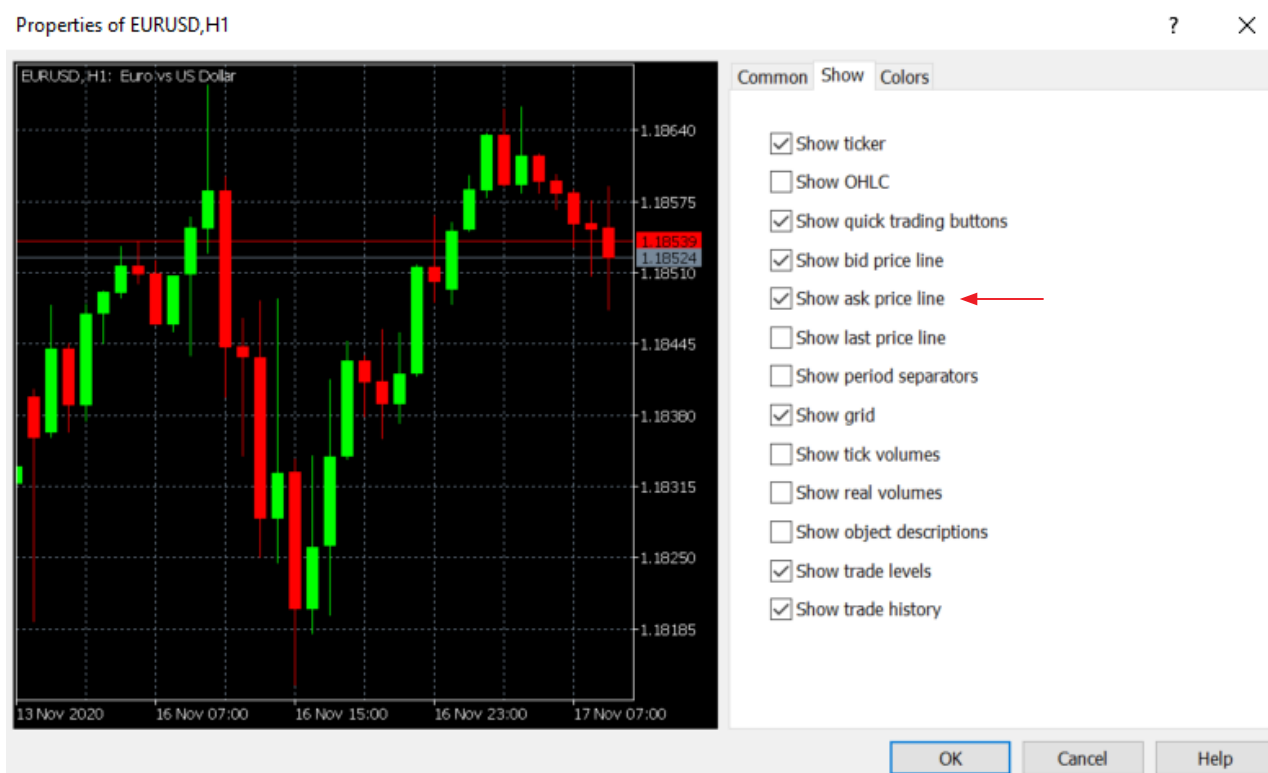 Properties of EURUSD,H1
? ×
EURUSD, H1: Euro vs US Dollar
1.18640
1.18575
1.18539
1.18524
1.18510
1.18445
1.18380
1.18315
1.18250
1.18185
13 Nov 2020 16 Nov 07:00 16 Nov 15:00 16 Nov 23:00 17 Nov 07:00
Common Show Colors
Show ticker
Show OHLC
Show quick trading buttons
Show bid price line
Show ask price line
Show last price line
Show period separators
Show grid
Show tick volumes
Show real volumes
Show object descriptions
Show trade levels
Show trade history
OK Cancel Help